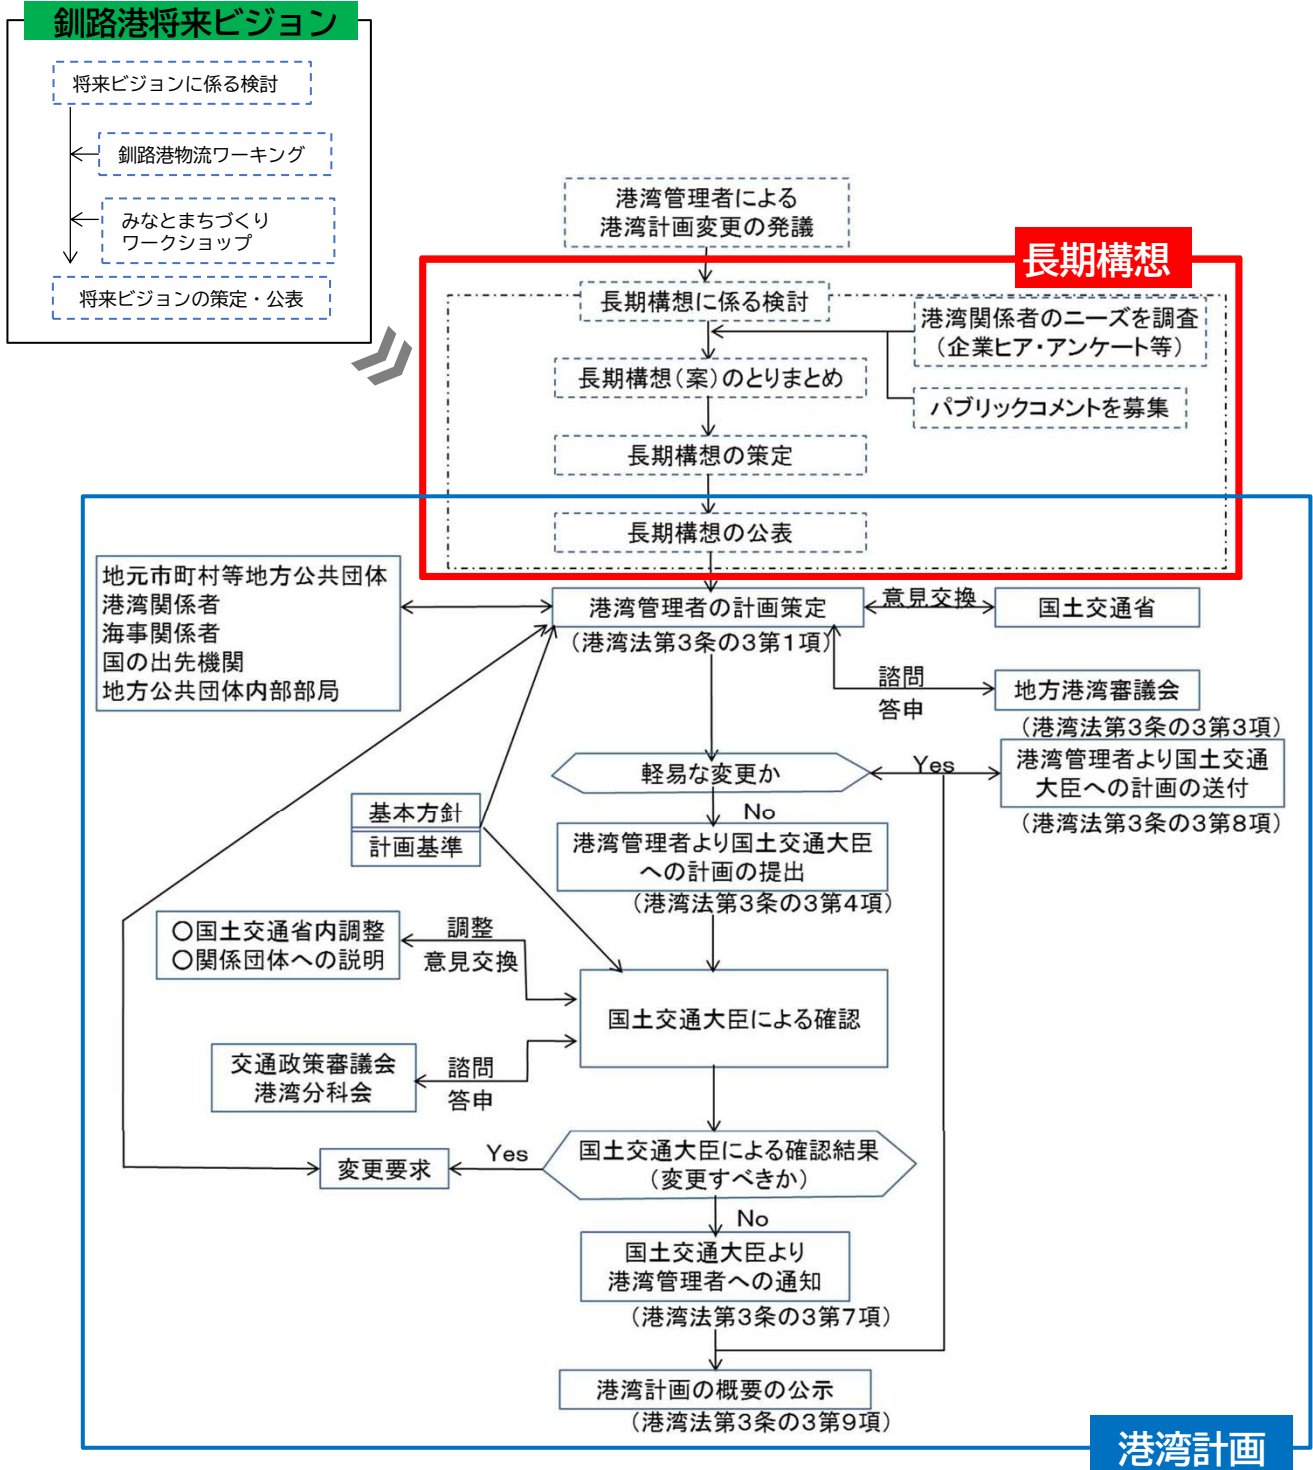 釧路港将来ビジョン
将来ビジョンに係る検討
釧路港物流ワーキング
みなとまちづくり
ワークショップ
将来ビジョンの策定・公表
港湾管理者による
港湾計画変更の発議
長期構想
長期構想に係る検討
港湾関係者のニーズを調査
(企業ヒア・アンケート等)
長期構想(案)のとりまとめ
パブリックコメントを募集
長期構想の策定
長期構想の公表
地元市町村等地方公共団体
港湾関係者
海事関係者
国の出先機関
地方公共団体内部部局
港湾管理者の計画策定
(港湾法第3条の3第1項)
意見交換
国土交通省
諮問
答申
地方港湾審議会
(港湾法第3条の3第3項)
軽易な変更か
Yes
港湾管理者より国土交通
大臣への計画の送付
(港湾法第3条の3第8項)
No
基本方針
計画基準
港湾管理者より国土交通大臣
への計画の提出
(港湾法第3条の3第4項)
○国土交通省内調整
○関係団体への説明
調整
意見交換
国土交通大臣による確認
交通政策審議会
港湾分科会
諮問
答申
国土交通大臣による確認結果
(変更すべきか)
Yes
変更要求
No
国土交通大臣より
港湾管理者への通知
(港湾法第3条の3第7項)
港湾計画の概要の公示
(港湾法第3条の3第9項)
港湾計画